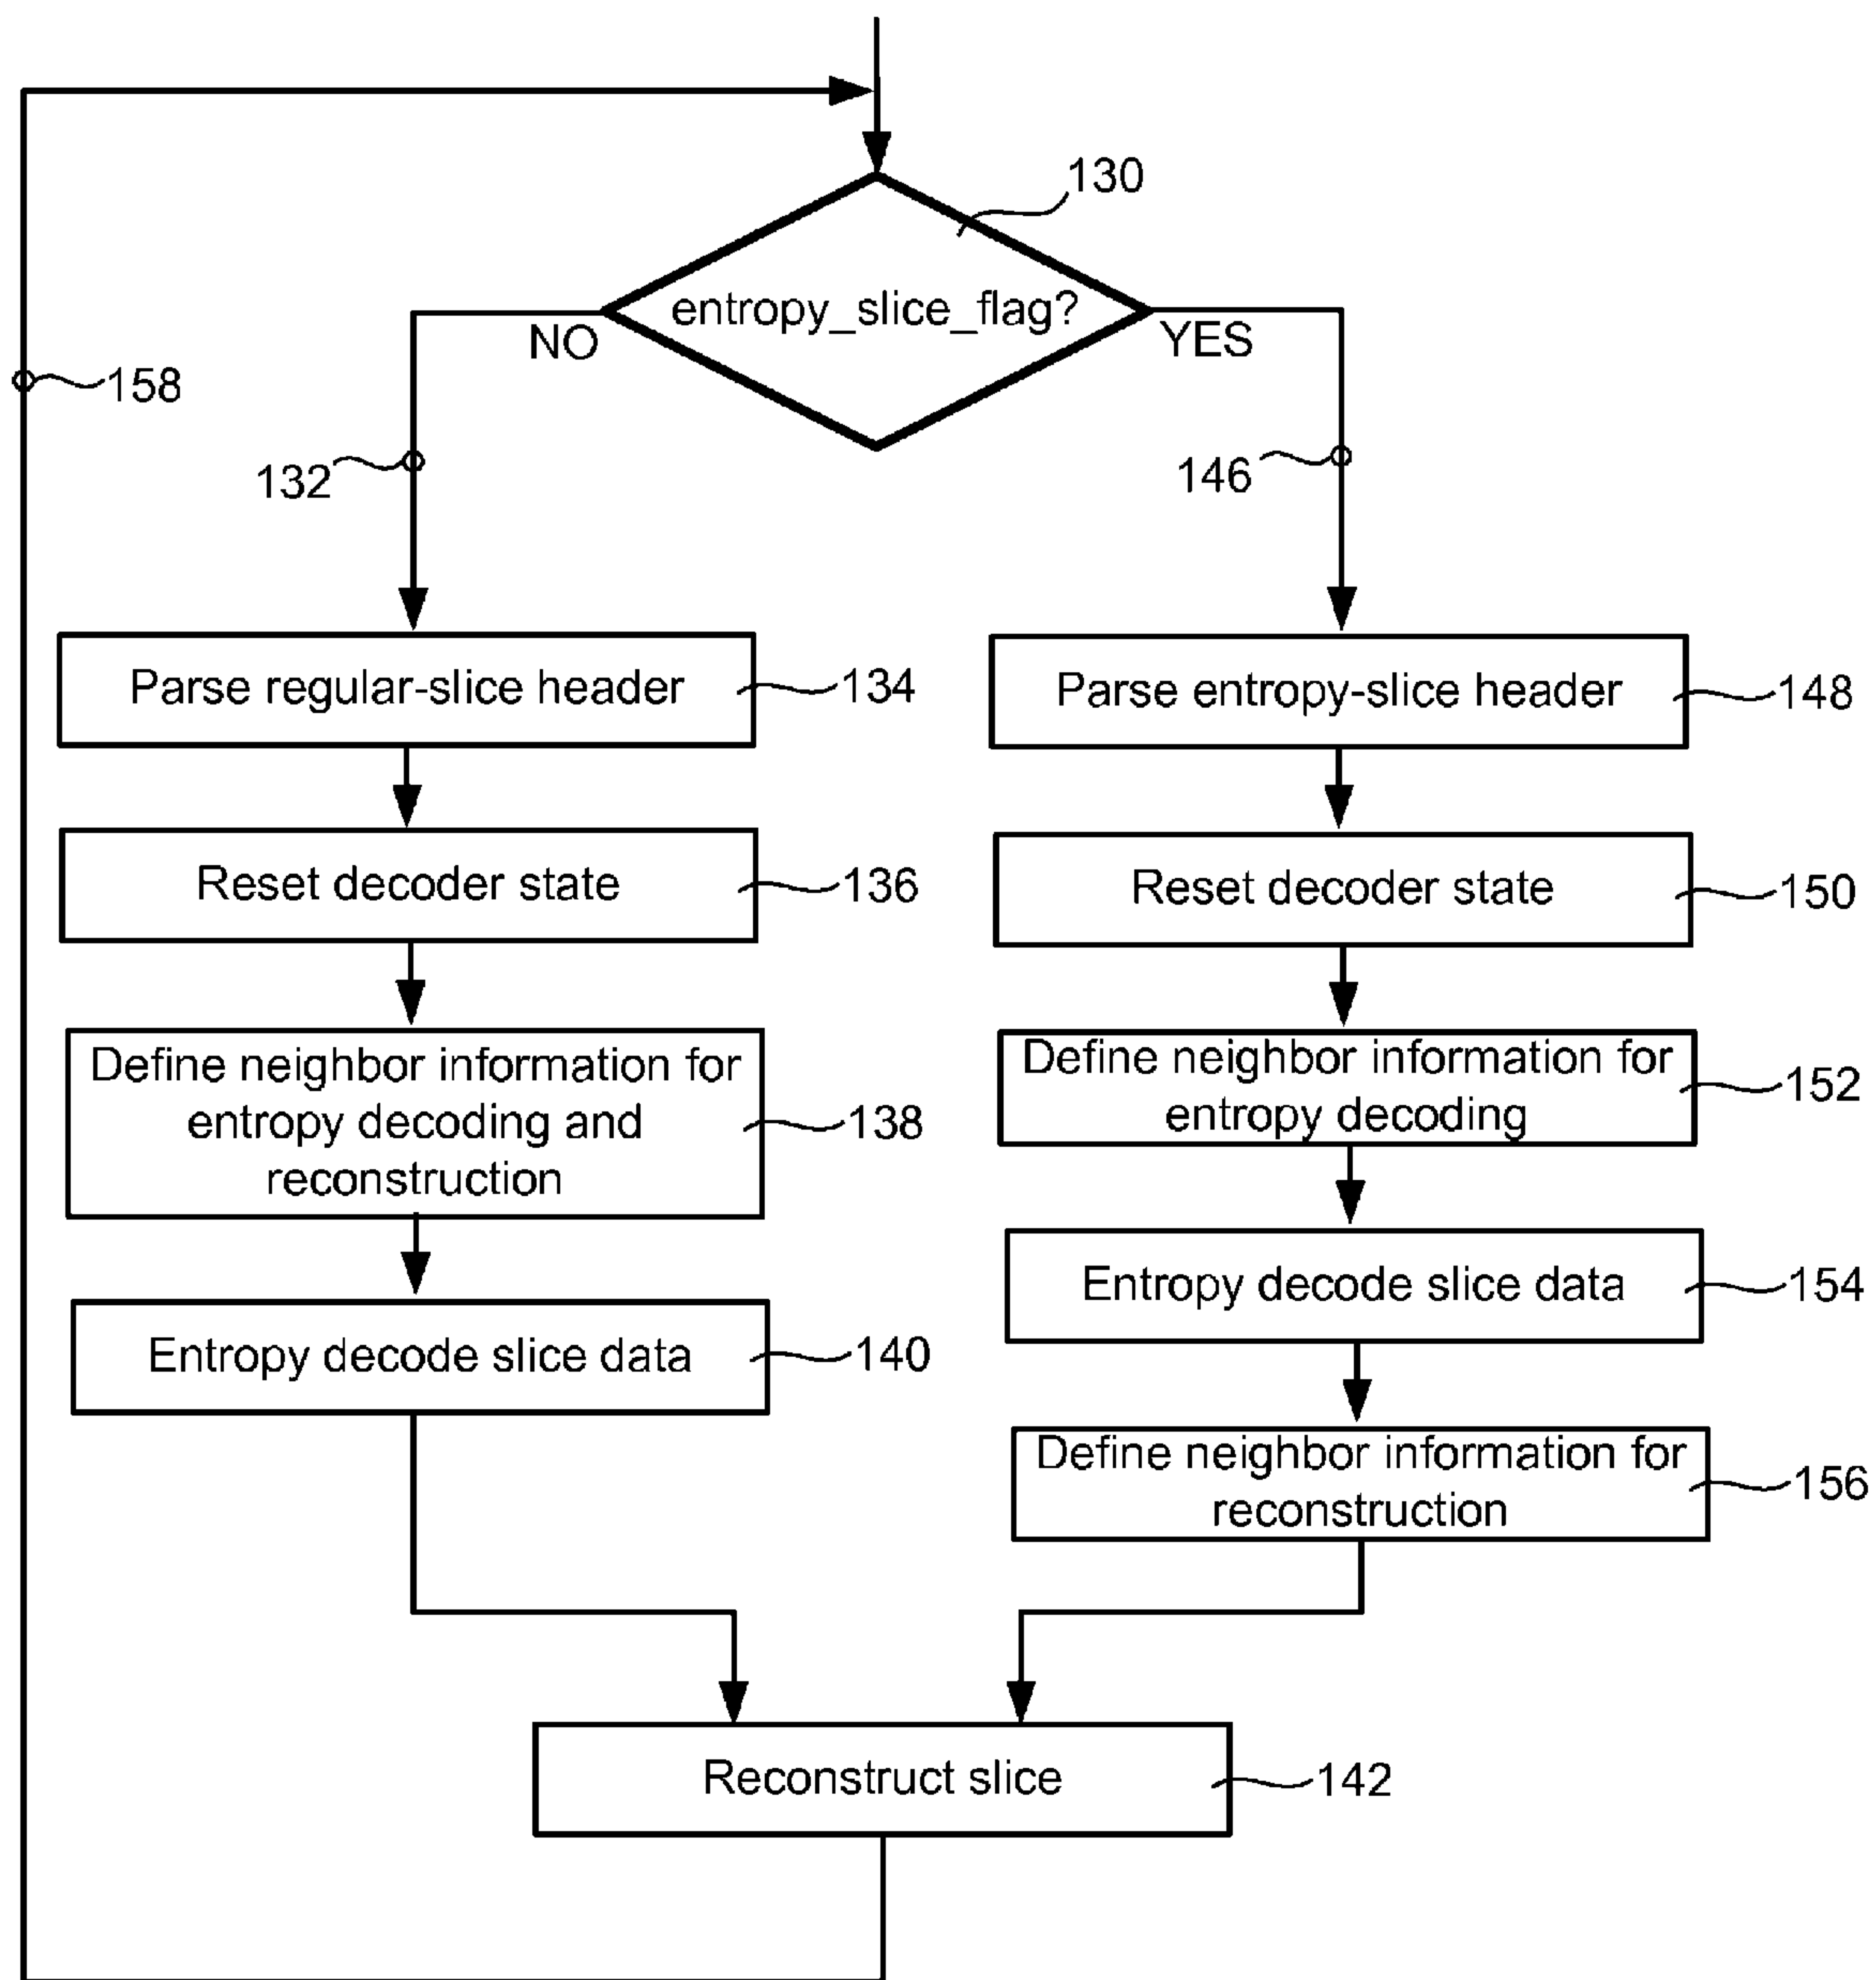 130
entropy_slice_flag?
NO
YES
158
132
146
Parse regular-slice header
134
Parse entropy-slice header
148
Reset decoder state
136
Reset decoder state
150
Define neighbor information for
entropy decoding and
reconstruction
138
Define neighbor information for
entropy decoding
152
Entropy decode slice data
140
Entropy decode slice data
154
Define neighbor information for
reconstruction
156
Reconstruct slice
142